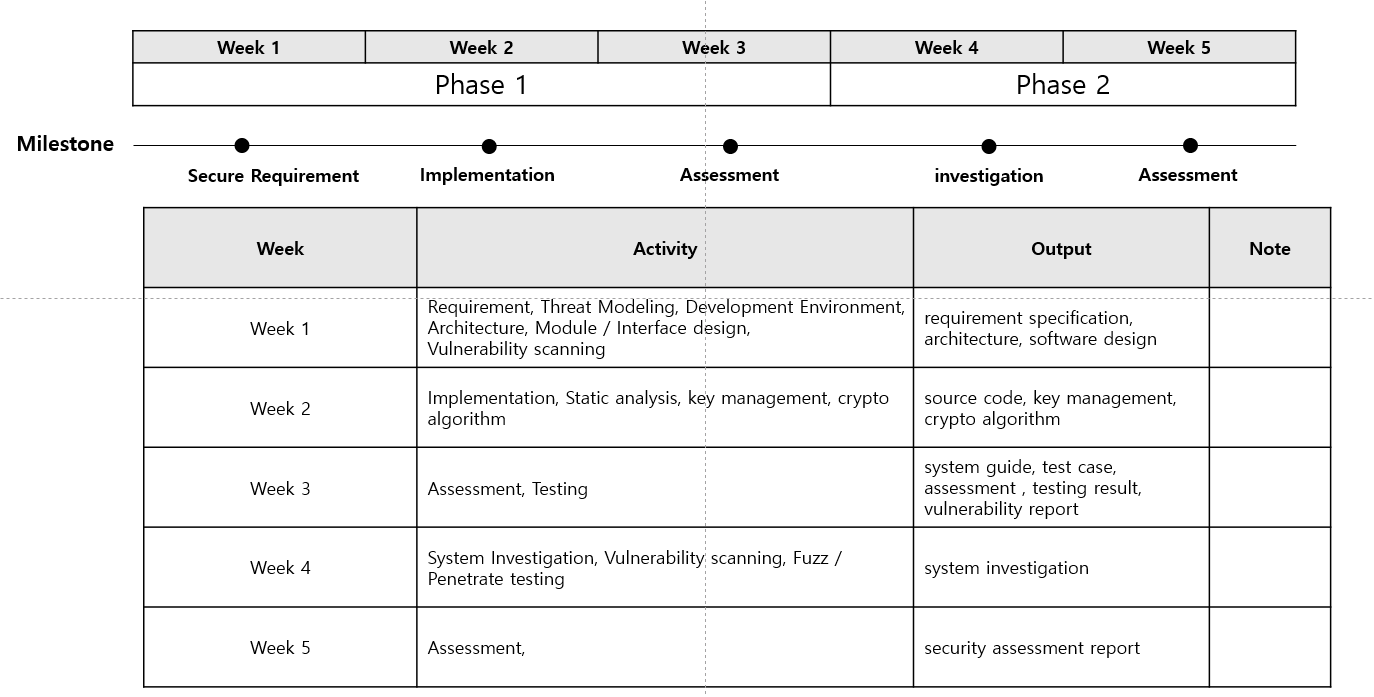 Week 1 Week 2 Week 3 Week 4 Week 5
Phase 1 Phase 2
Milestone
Secure Requirement Implementation Assessment investigation Assessment
Week Activity Output Note
Week 1
Requirement, Threat Modeling, Development Environment,
Architecture, Module / Interface design,
Vulnerability scanning
requirement specification,
architecture, software design
Week 2
Implementation, Static analysis, key management, crypto
algorithm
source code, key management,
crypto algorithm
Week 3
Assessment, Testing
system guide, test case,
assessment , testing result,
vulnerability report
Week 4
System Investigation, Vulnerability scanning, Fuzz /
Penetrate testing
system investigation
Week 5
Assessment,
security assessment report